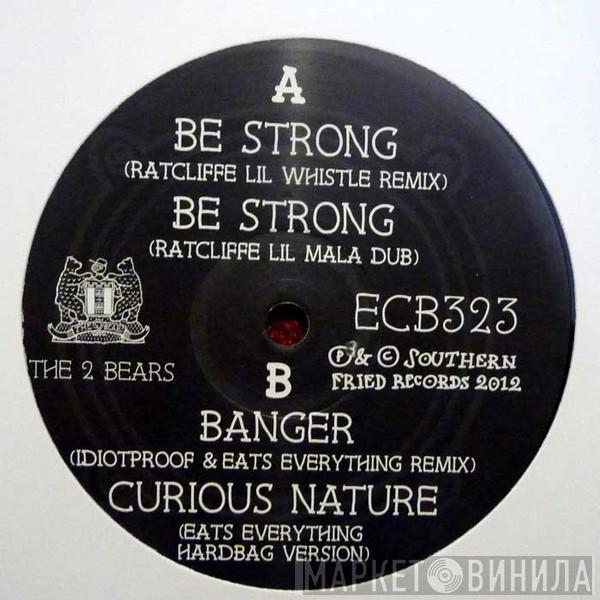 A
BE STRONG
(RATCLIFFE LIL WHISTLE REMIX)
BE STRONG
(RATCLIFFE LIL MALA DUB)
THE 2 BEARS
ECB323
Ⓟ & © SOUTHERN
FRIED RECORDS 2012
B
BANGER
(IDIOTPROOF & EATS EVERYTHING REMIX)
CURIOUS NATURE
(EATS EVERYTHING
HARDBAG VERSION)
МАРКЕТ ВИНИЛА